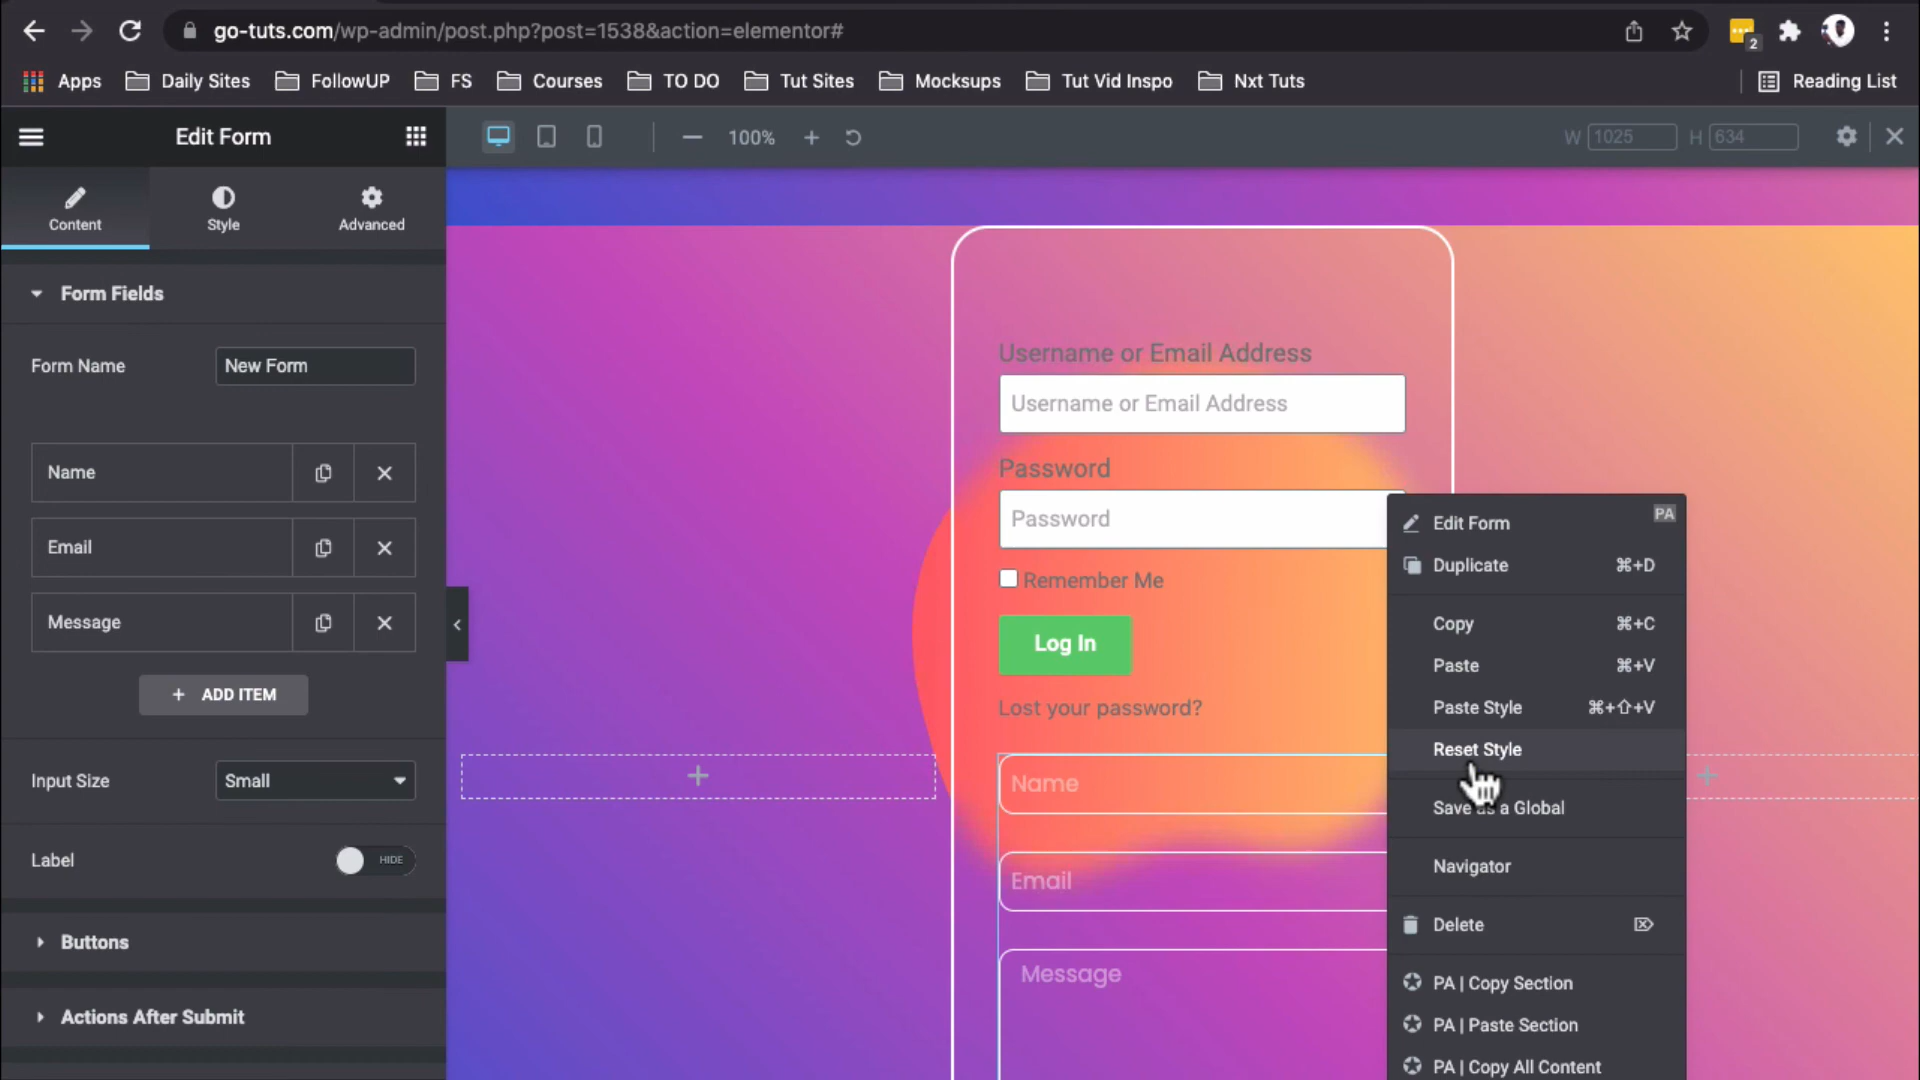 go-tuts.com/wp-admin/post.php?post=1538&action=elementor#
2
Apps
Daily Sites
FollowUP
FS
Courses
TO DO
Tut Sites
Mocksups
Tut Vid Inspo
Nxt Tuts
Reading List
Edit Form
100%
W 1025
H 634
Content
Style
Advanced
Form Fields
Form Name
New Form
Name
Email
Message
+ ADD ITEM
Input Size
Small
Label
HIDE
Buttons
Actions After Submit
Username or Email Address
Username or Email Address
Password
Password
Remember Me
Log In
Lost your password?
Name
Email
Message
Edit Form
PA
Duplicate ⌘+D
Copy ⌘+C
Paste ⌘+V
Paste Style ⌘+⇧+V
Reset Style
Save as a Global
Navigator
Delete
PA | Copy Section
PA | Paste Section
PA | Copy All Content